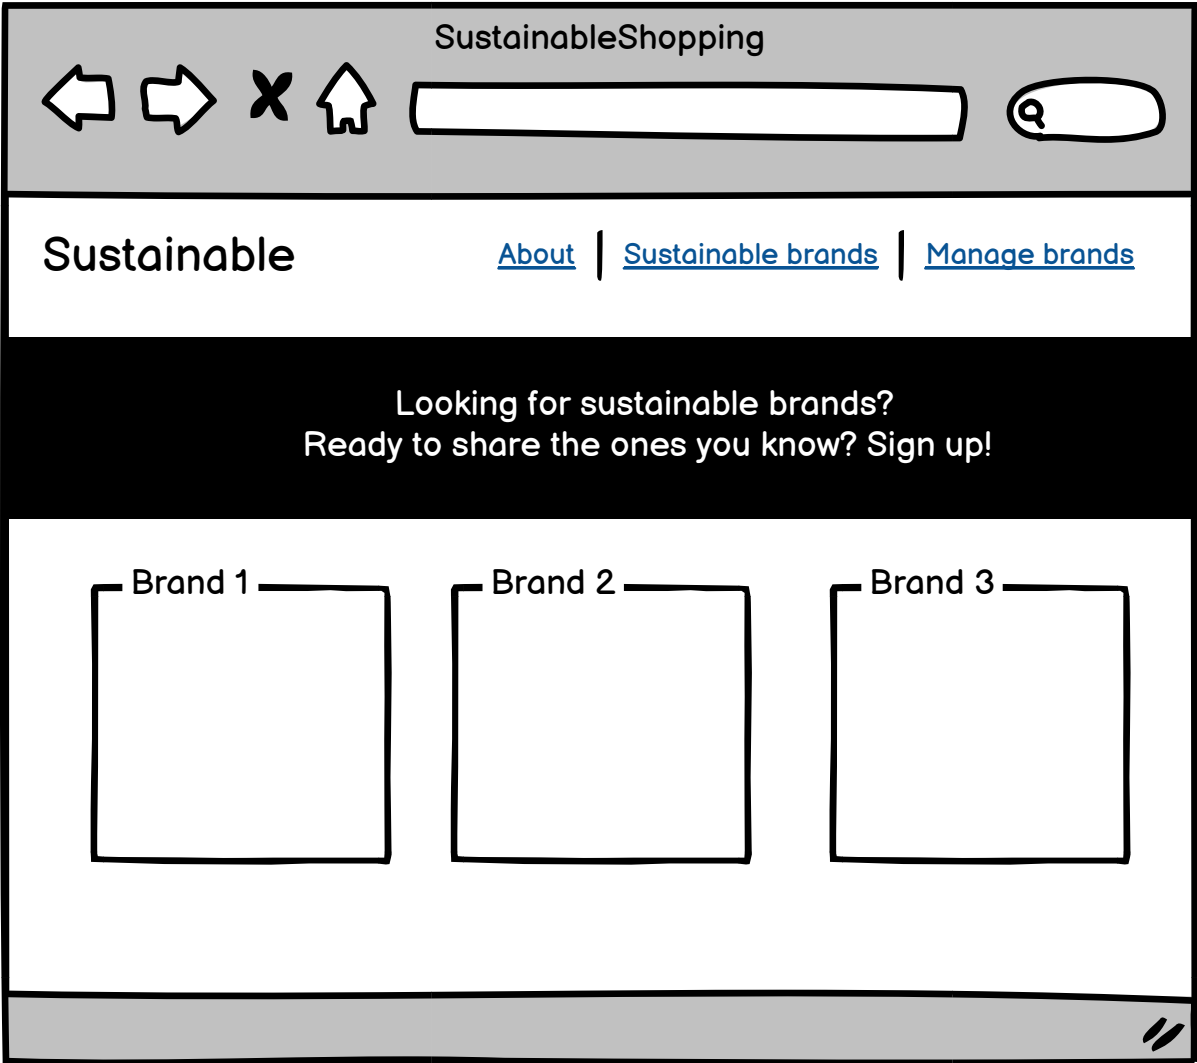 SustainableShopping
Sustainable
About
Sustainable brands
Manage brands
Looking for sustainable brands?
Ready to share the ones you know? Sign up!
Brand 1
Brand 2
Brand 3